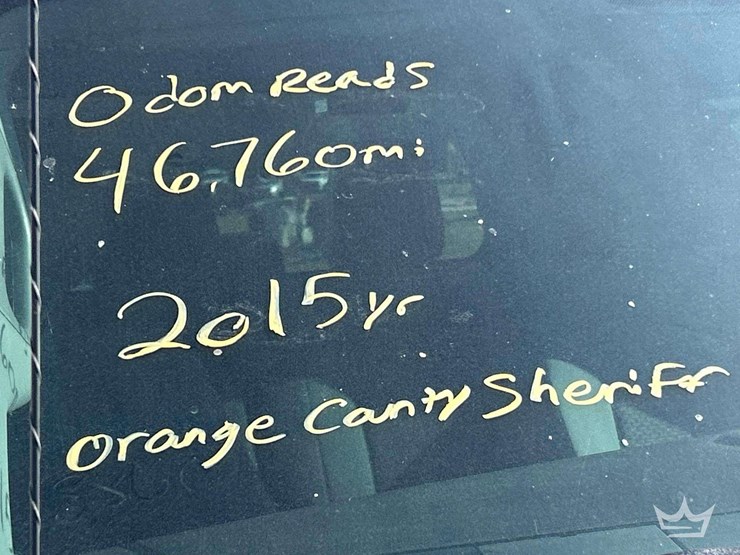 Odom Reads
46,760mi
2015yr
Orange Canty Sheriff